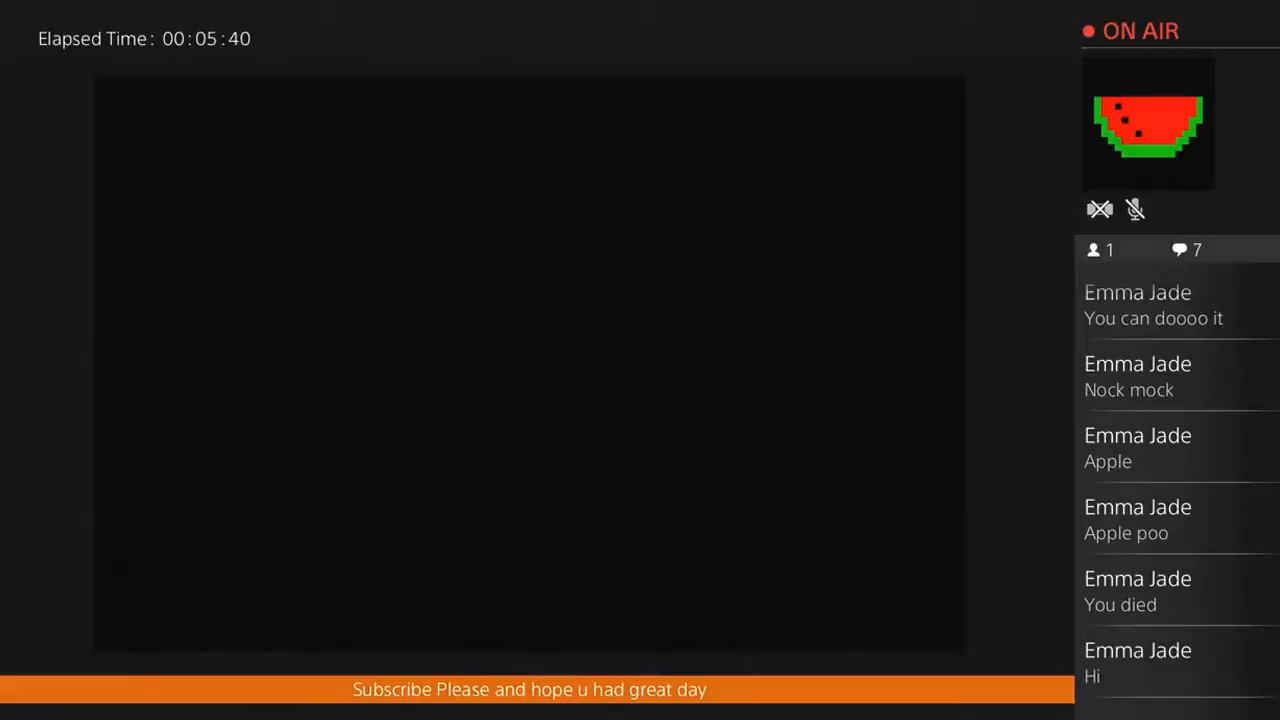 Elapsed Time: 00:05:40
ON AIR
1 7
Emma Jade
You can doooo it
Emma Jade
Nock mock
Emma Jade
Apple
Emma Jade
Apple poo
Emma Jade
You died
Emma Jade
Hi
Subscribe Please and hope u had great day